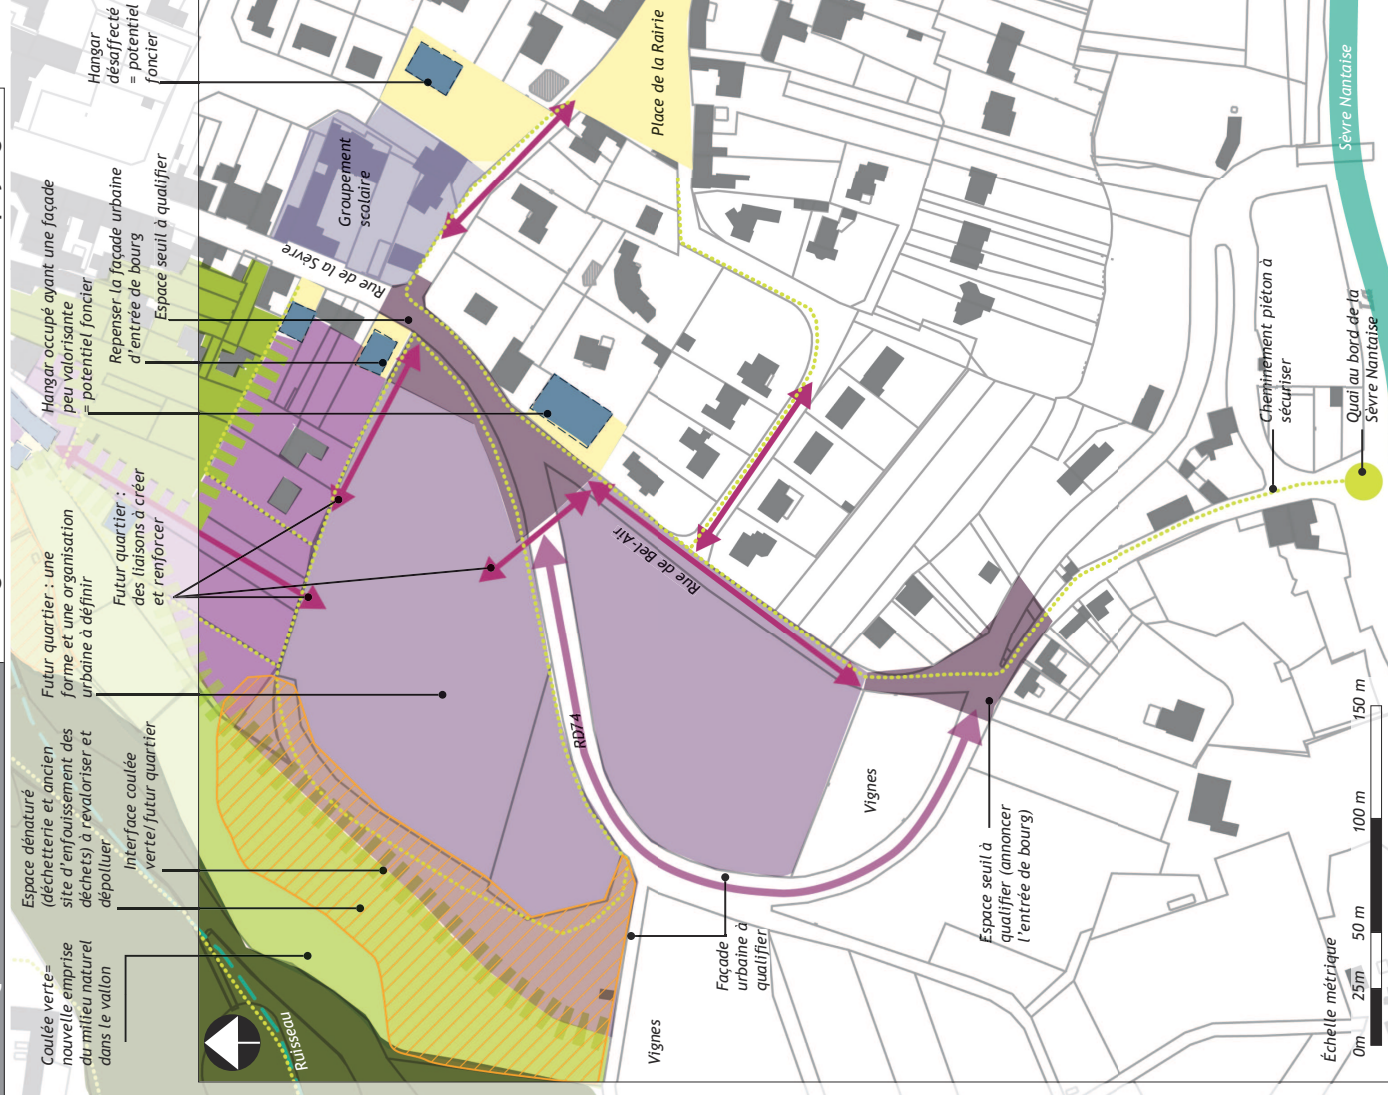 Coulée verte=
nouvelle emprise
du milieu naturel
dans le vallon
Espace dénaturé
(déchetterie et ancien
site d'enfouissement des
déchets) à revaloriser et
dépolluer
Interface coulée
verte/futur quartier
Futur quartier : une
forme et une organisation
urbaine à définir
Futur quartier :
des liaisons à créer
et renforcer
Hangar occupé ayant une façade
peu valorisante
= potentiel foncier
Repenser la façade urbaine
d'entrée de bourg
Espace seuil à qualifier
Hangar
désaffecté
= potentiel
foncier
Groupement
scolaire
Rue de la Sèvre
Place de la Rairie
Rue de Bel-Air
RD74
Ruisseau
Vignes
Vignes
Façade
urbaine à
qualifier
Espace seuil à
qualifier (annoncer
l'entrée de bourg)
Cheminement piéton à
sécuriser
Quai au bord de la
Sèvre Nantaise
Sèvre Nantaise
Échelle métrique
0m 25m 50 m 100 m 150 m